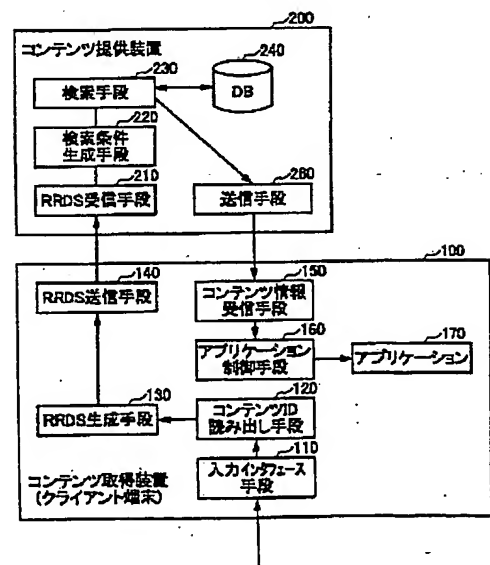 200
コンテンツ提供装置
230
240
検索手段
DB
220
検索条件
生成手段
210
260
RRDS受信手段
送信手段
100
140
150
RRDS送信手段
コンテンツ情報
受信手段
160
170
アプリケーション
制御手段
アプリケーション
130
120
RRDS生成手段
コンテンツID
読み出し手段
110
コンテンツ取得装置
(クライアント端末)
入力インタフェース
手段